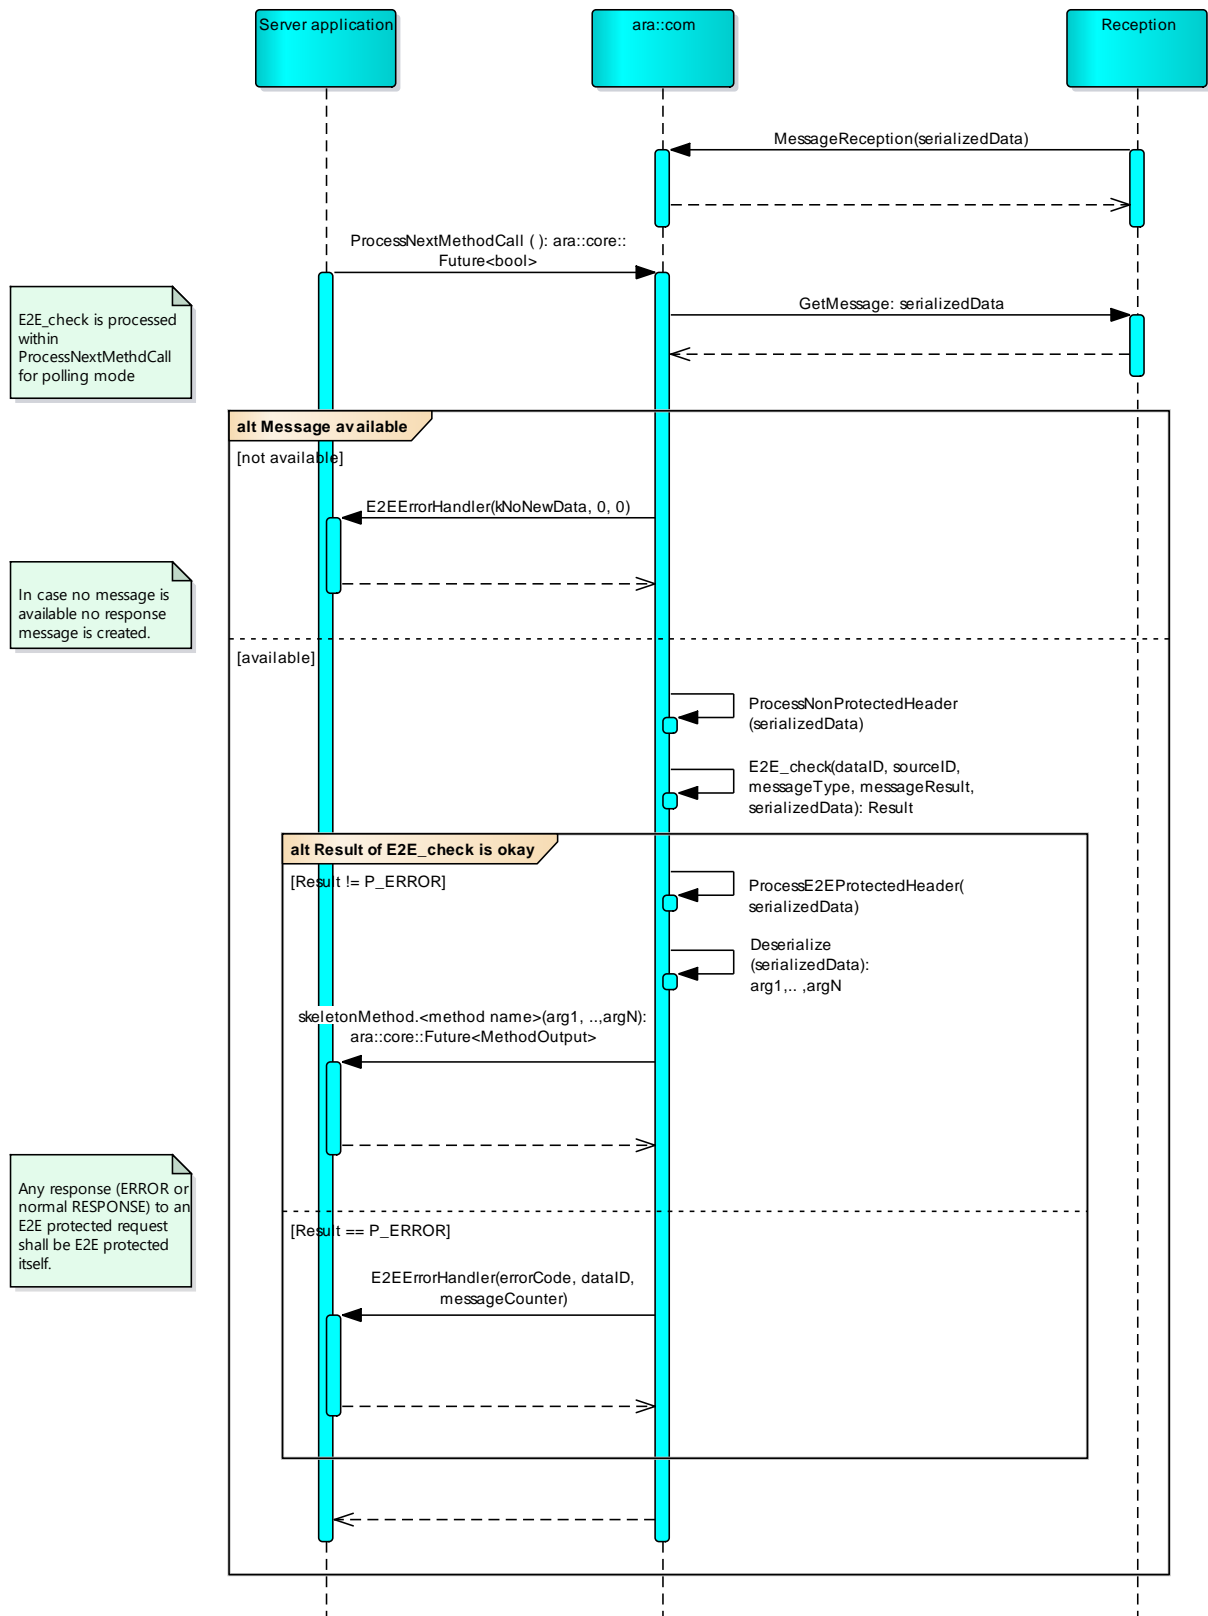 Server application
ara::com
Reception
MessageReception(serializedData)
ProcessNextMethodCall ( ): ara::core::
Future<bool>
E2E_check is processed
within
ProcessNextMethdCall
for polling mode
GetMessage: serializedData
alt Message available
[not available]
E2EErrorHandler(kNoNewData, 0, 0)
In case no message is
available no response
message is created.
[available]
ProcessNonProtectedHeader
(serializedData)
E2E_check(dataID, sourceID,
messageType, messageResult,
serializedData): Result
alt Result of E2E_check is okay
[Result != P_ERROR]
ProcessE2EProtectedHeader(
serializedData)
Deserialize
(serializedData):
arg1,.. ,argN
skeletonMethod.<method name>(arg1, ..,argN):
ara::core::Future<MethodOutput>
Any response (ERROR or
normal RESPONSE) to an
E2E protected request
shall be E2E protected
itself.
[Result == P_ERROR]
E2EErrorHandler(errorCode, dataID,
messageCounter)